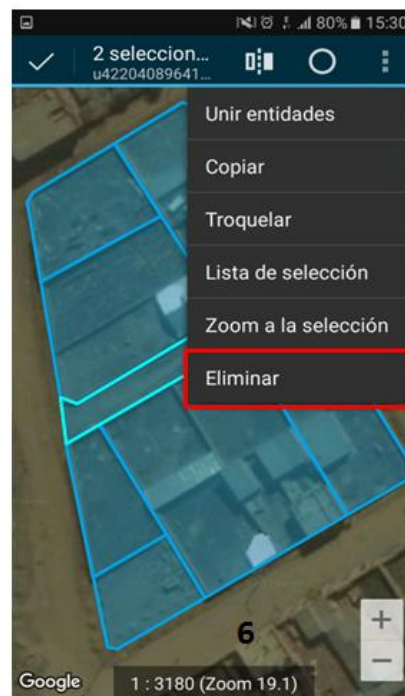 80% 15:30
2 seleccion...
u42204089641...
Unir entidades
Copiar
Troquelar
Lista de selección
Zoom a la selección
Eliminar
6
+
−
Google
1 : 3180 (Zoom 19.1)